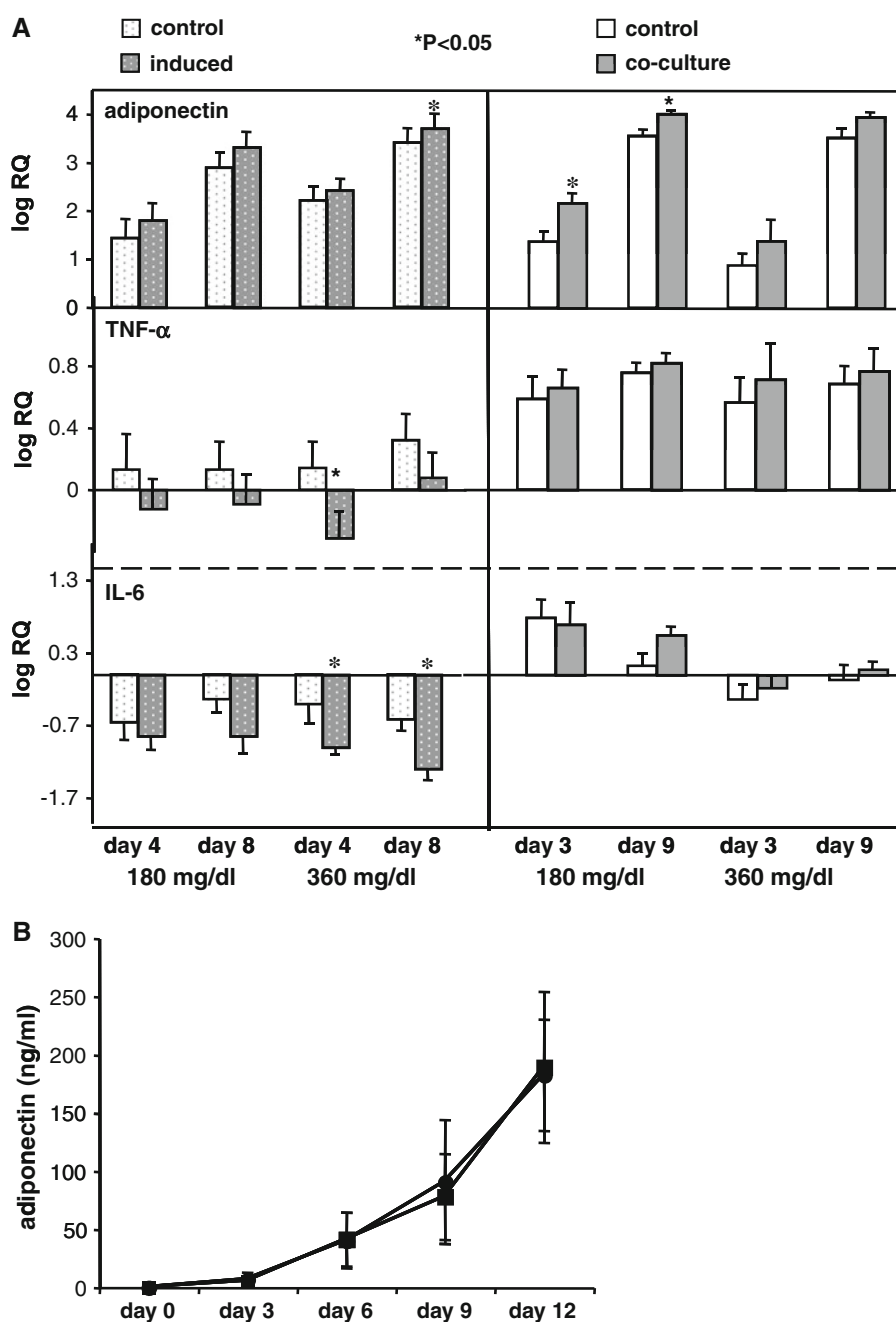 A
control
*P<0.05
control
induced
co-culture
adiponectin
*
*
*
4
3
2
1
0
log RQ
TNF-α
*
0.8
0.4
0
log RQ
IL-6
*
*
1.3
0.3
-0.7
-1.7
log RQ
day 4 day 8 day 4 day 8 day 3 day 9 day 3 day 9
180 mg/dl 360 mg/dl 180 mg/dl 360 mg/dl
B
300
250
200
150
100
50
0
adiponectin (ng/ml)
day 0 day 3 day 6 day 9 day 12